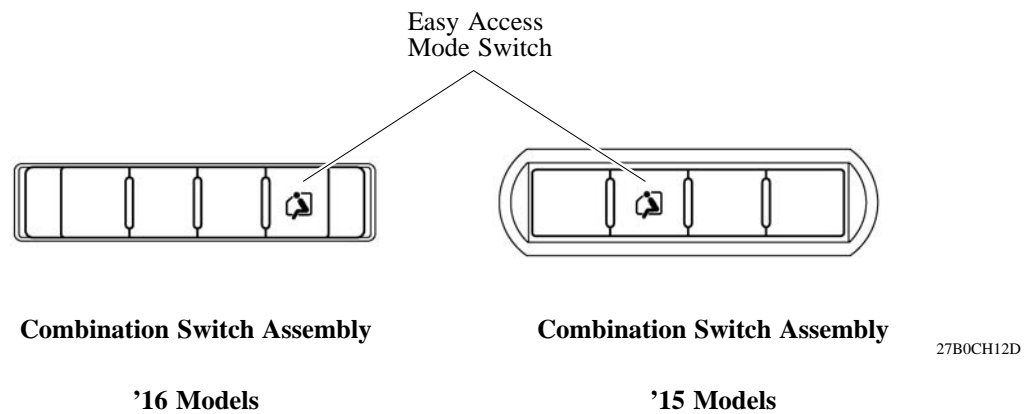 Easy Access
Mode Switch
Combination Switch Assembly
Combination Switch Assembly
27B0CH12D
’16 Models
’15 Models